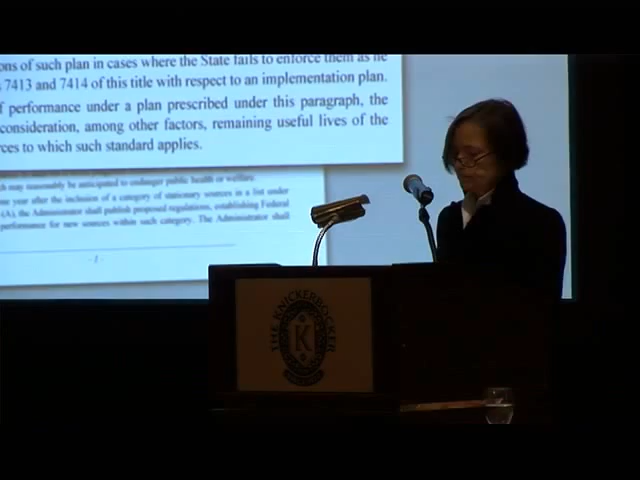 ons of such plan in cases where the State fails to enforce them as he
7413 and 7414 of this title with respect to an implementation plan.
f performance under a plan prescribed under this paragraph, the
consideration, among other factors, remaining useful lives of the
rces to which such standard applies.
ch may reasonably be anticipated to endanger public health or welfare.
one year after the inclusion of a category of stationary sources in a list under
(A), the Administrator shall publish proposed regulations, establishing Federal
performance for new sources within such category. The Administrator shall
- 1 -
THE KNICKERBOCKER
K